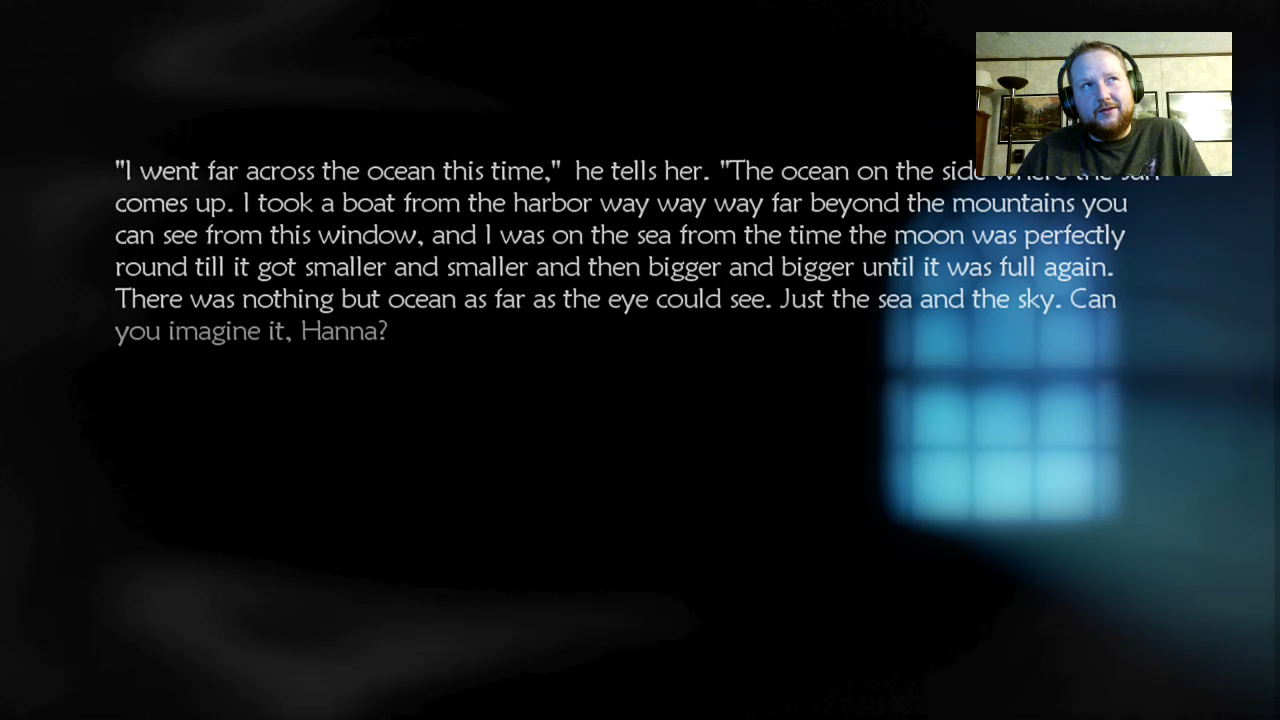 "I went far across the ocean this time," he tells her. "The ocean on the side where the sun
comes up. I took a boat from the harbor way way way far beyond the mountains you
can see from this window, and I was on the sea from the time the moon was perfectly
round till it got smaller and smaller and then bigger and bigger until it was full again.
There was nothing but ocean as far as the eye could see. Just the sea and the sky. Can
you imagine it, Hanna?